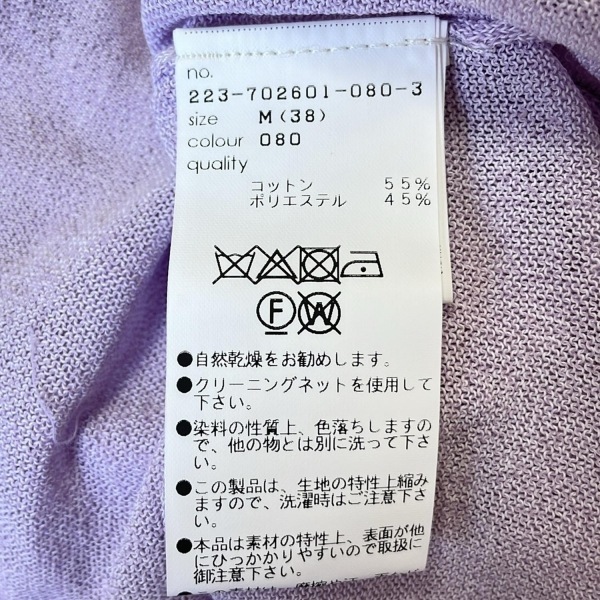 no.
223-702601-080-3
size M(38)
colour 080
quality
コットン 55%
ポリエステル 45%
F W
●自然乾燥をお勧めします。
●クリーニングネットを使用して
下さい。
●染料の性質上、色落ちしますの
で、他の物とは別に洗って下さ
い。
●この製品は、生地の特性上縮み
ますので、洗濯時はご注意下さ
い。
●本品は素材の特性上、表面が他
にひっかかりやすいので取扱に
御注意下さい。